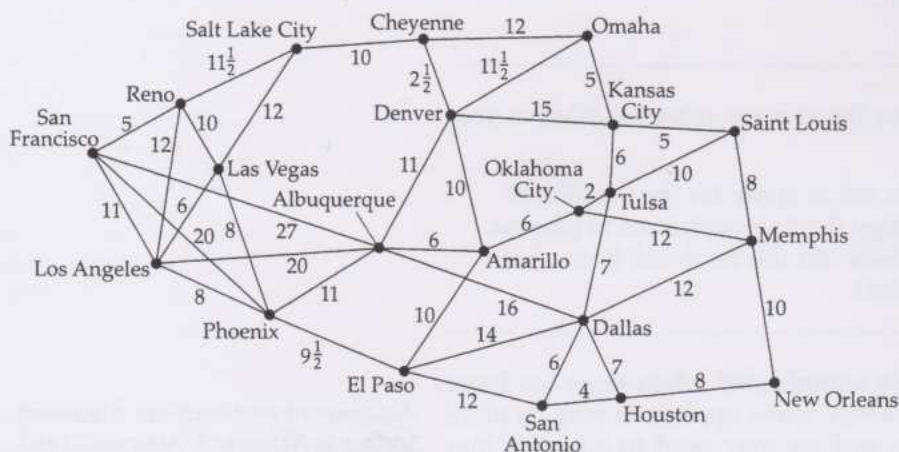 Salt Lake City
Cheyenne
12
Omaha
11½
10
2½
11½
5
Reno
Denver
15
Kansas
City
San
Francisco
5
12
10
12
Saint Louis
5
Las Vegas
11
10
Oklahoma
City
6
2
Tulsa
10
8
Albuquerque
11
6
20
8
27
6
6
12
Memphis
Los Angeles
20
Amarillo
7
8
11
10
16
12
10
Phoenix
14
Dallas
9½
6
7
El Paso
12
4
8
New Orleans
San
Antonio
Houston